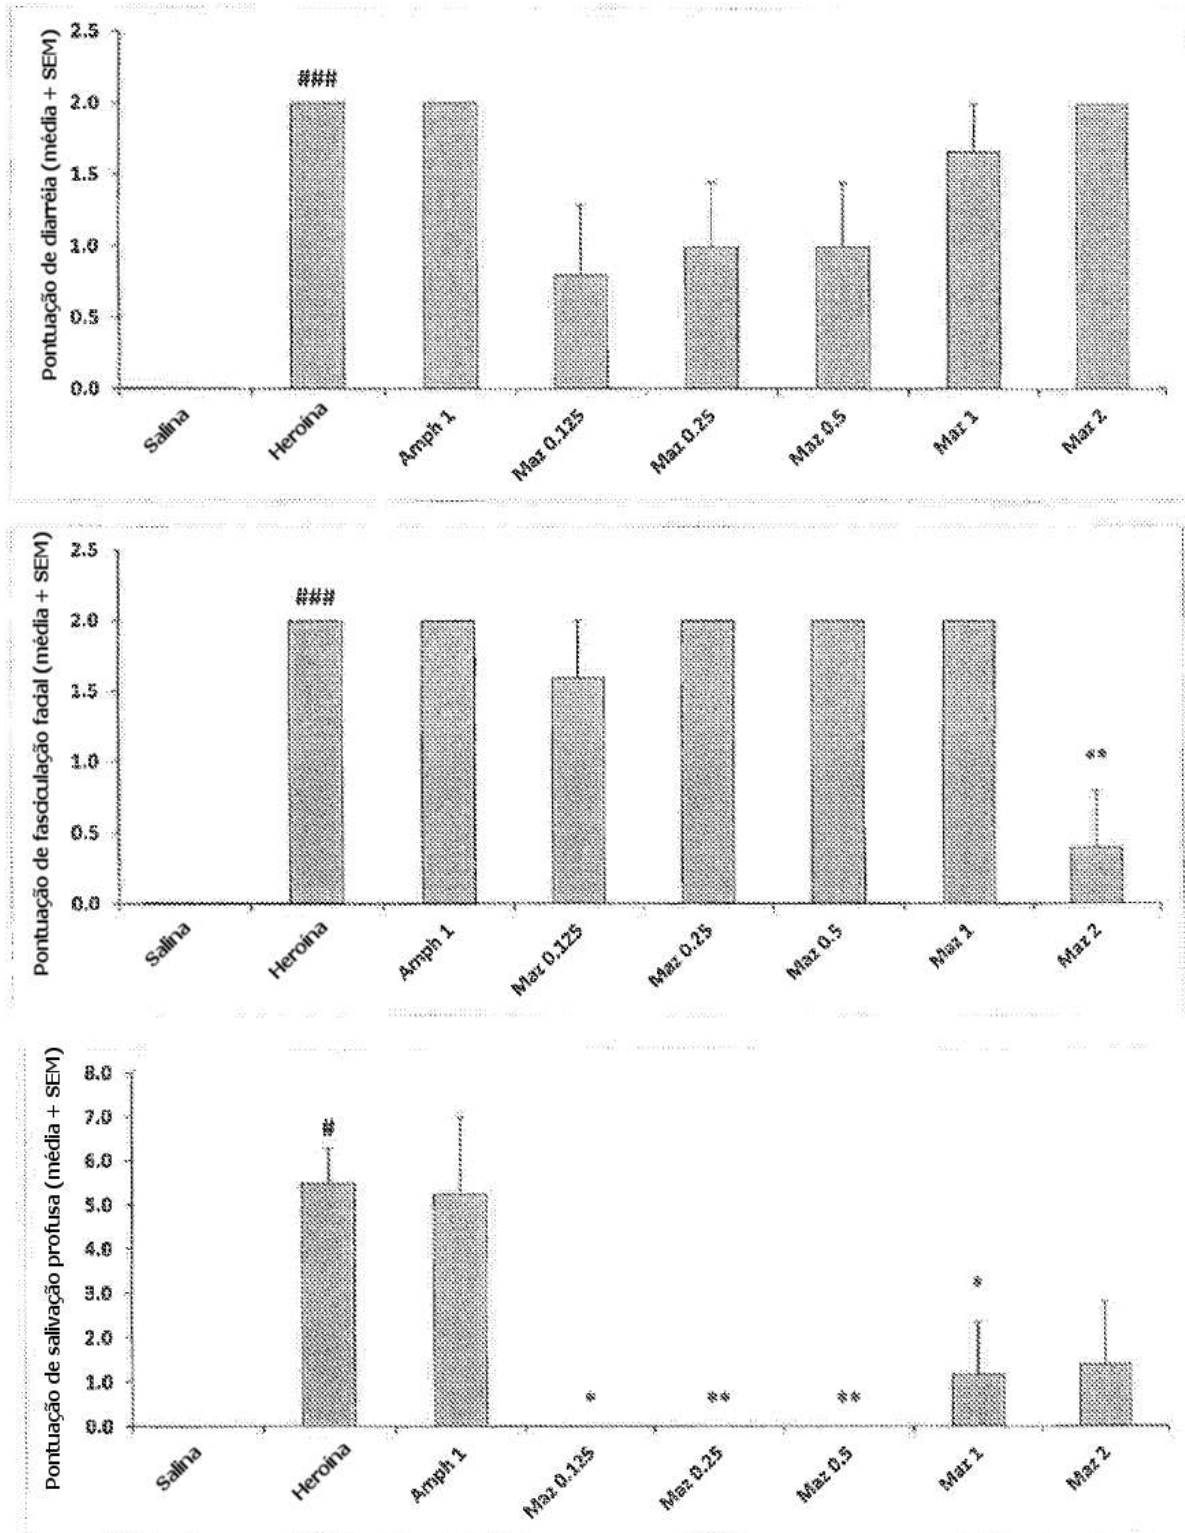 Pontuação de diarréia (média + SEM)
2.5
2.0
1.5
1.0
0.5
0.0
###
Salina
Heroína
Amph 1
Maz 0.125
Maz 0.25
Maz 0.5
Maz 1
Maz 2
Pontuação de fasciculação facial (média + SEM)
2.5
2.0
1.5
1.0
0.5
0.0
###
**
Salina
Heroína
Amph 1
Maz 0.125
Maz 0.25
Maz 0.5
Maz 1
Maz 2
Pontuação de salivação profusa (média + SEM)
8.0
7.0
6.0
5.0
4.0
3.0
2.0
1.0
0.0
#
*
**
**
*
Salina
Heroína
Amph 1
Maz 0.125
Maz 0.25
Maz 0.5
Maz 1
Maz 2